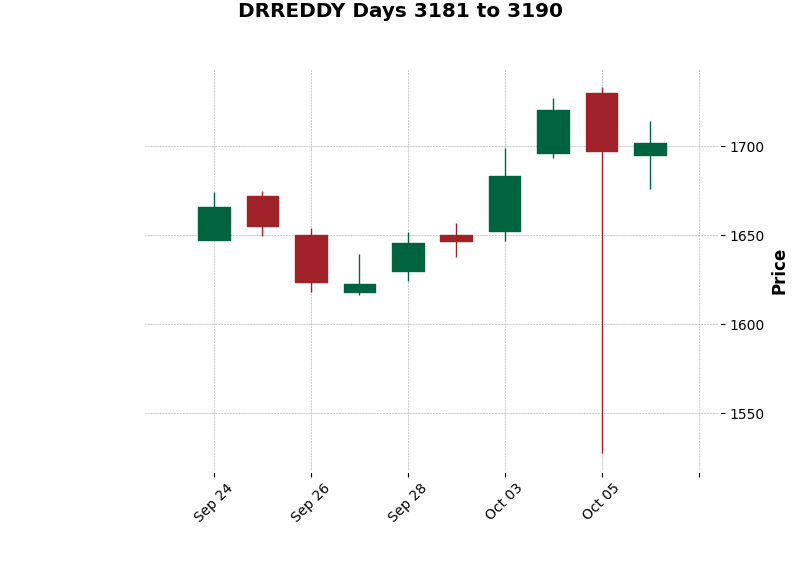 DRREDDY Days 3181 to 3190
1700
1650
1600
1550
Price
Sep 24
Sep 26
Sep 28
Oct 03
Oct 05